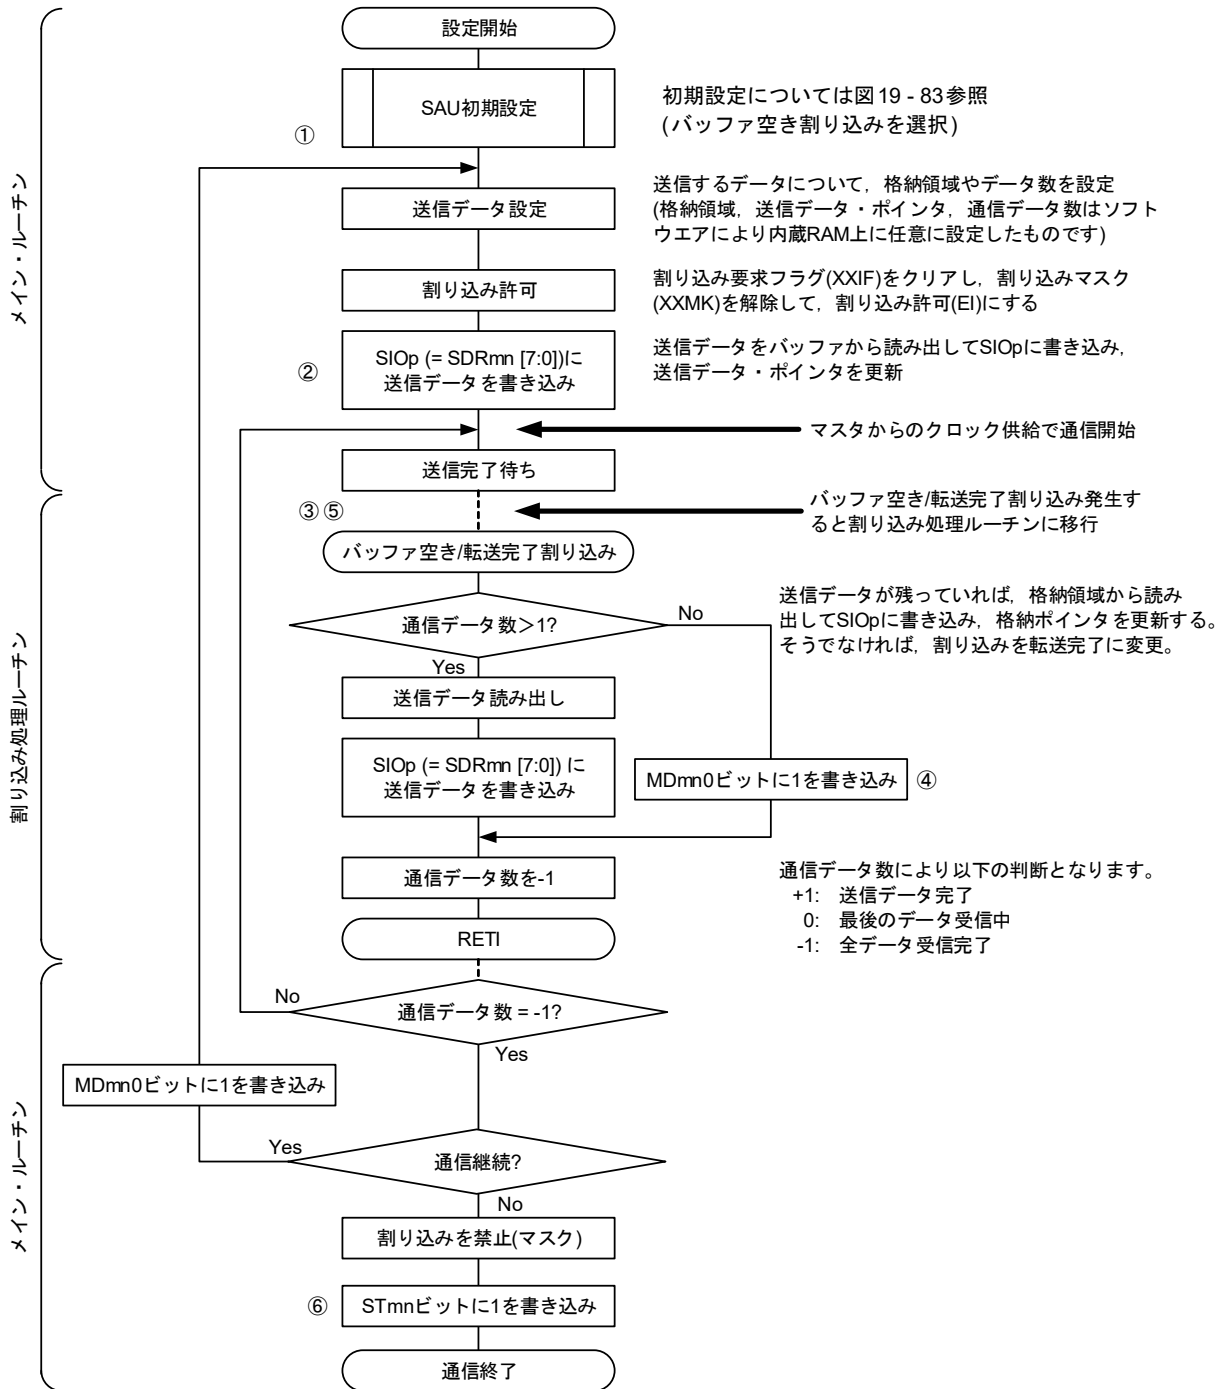 設定開始
SAU初期設定
初期設定については図19 - 83参照
(バッファ空き割り込みを選択)
①
メイン・ルーチン
送信データ設定
送信するデータについて，格納領域やデータ数を設定
(格納領域，送信データ・ポインタ，通信データ数はソフト
ウエアにより内蔵RAM上に任意に設定したものです)
割り込み許可
割り込み要求フラグ(XXIF)をクリアし，割り込みマスク
(XXMK)を解除して，割り込み許可(EI)にする
②
SIOp (= SDRmn [7:0])に
送信データを書き込み
送信データをバッファから読み出してSIOpに書き込み，
送信データ・ポインタを更新
マスタからのクロック供給で通信開始
送信完了待ち
③⑤
バッファ空き/転送完了割り込み発生す
ると割り込み処理ルーチンに移行
バッファ空き/転送完了割り込み
割り込み処理ルーチン
通信データ数＞1?
No
Yes
送信データが残っていれば，格納領域から読み
出してSIOpに書き込み，格納ポインタを更新する。
そうでなければ，割り込みを転送完了に変更。
送信データ読み出し
SIOp (= SDRmn [7:0]) に
送信データを書き込み
MDmn0ビットに1を書き込み
④
通信データ数を-1
通信データ数により以下の判断となります。
+1: 送信データ完了
0: 最後のデータ受信中
-1: 全データ受信完了
RETI
メイン・ルーチン
通信データ数 = -1?
No
Yes
MDmn0ビットに1を書き込み
通信継続?
Yes
No
割り込みを禁止(マスク)
⑥
STmnビットに1を書き込み
通信終了